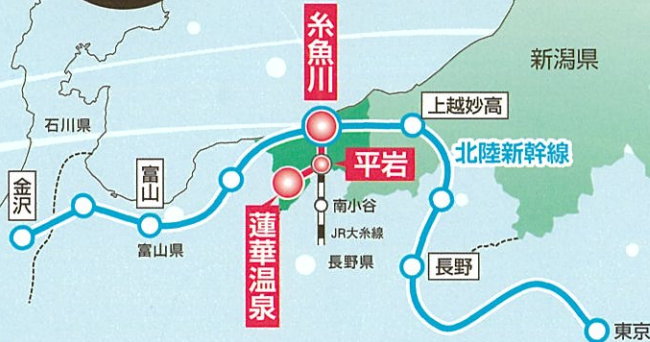 糸魚川
新潟県
上越妙高
石川県
北陸新幹線
平岩
富山
金沢
南小谷
蓮華温泉
JR大糸線
富山県
長野県
長野
東京